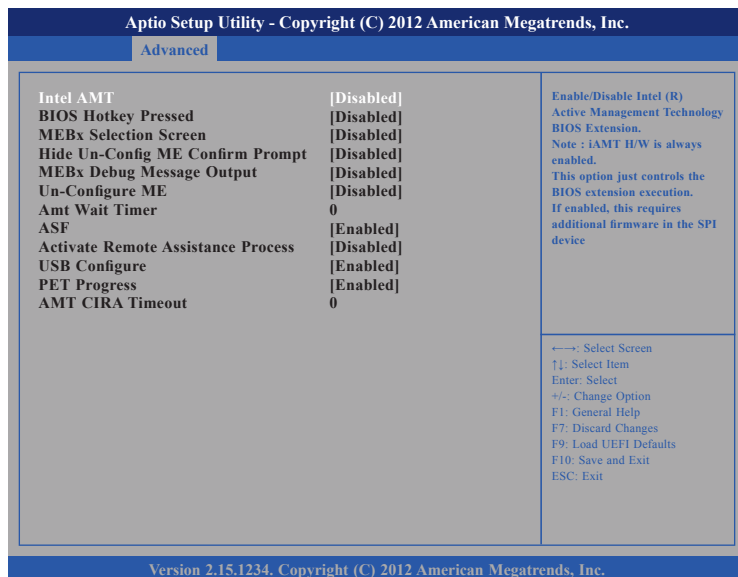 Aptio Setup Utility - Copyright (C) 2012 American Megatrends, Inc.
Advanced
Intel AMT [Disabled]
BIOS Hotkey Pressed [Disabled]
MEBx Selection Screen [Disabled]
Hide Un-Config ME Confirm Prompt [Disabled]
MEBx Debug Message Output [Disabled]
Un-Configure ME [Disabled]
Amt Wait Timer 0
ASF [Enabled]
Activate Remote Assistance Process [Disabled]
USB Configure [Enabled]
PET Progress [Enabled]
AMT CIRA Timeout 0
Enable/Disable Intel (R)
Active Management Technology
BIOS Extension.
Note : iAMT H/W is always
enabled.
This option just controls the
BIOS extension execution.
If enabled, this requires
additional firmware in the SPI
device
←→: Select Screen
↑↓: Select Item
Enter: Select
+/-: Change Option
F1: General Help
F7: Discard Changes
F9: Load UEFI Defaults
F10: Save and Exit
ESC: Exit
Version 2.15.1234. Copyright (C) 2012 American Megatrends, Inc.